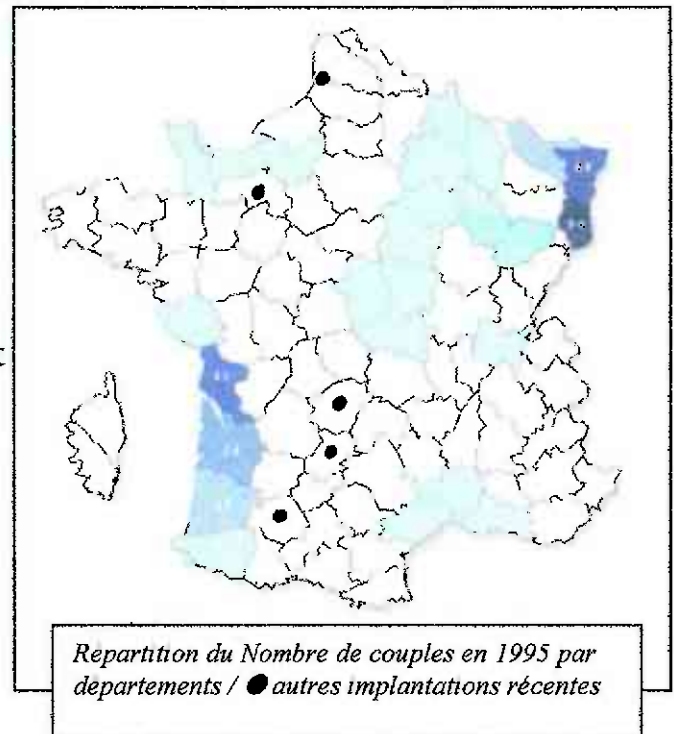 Repartition du Nombre de couples en 1995 par
departements / ● autres implantations récentes